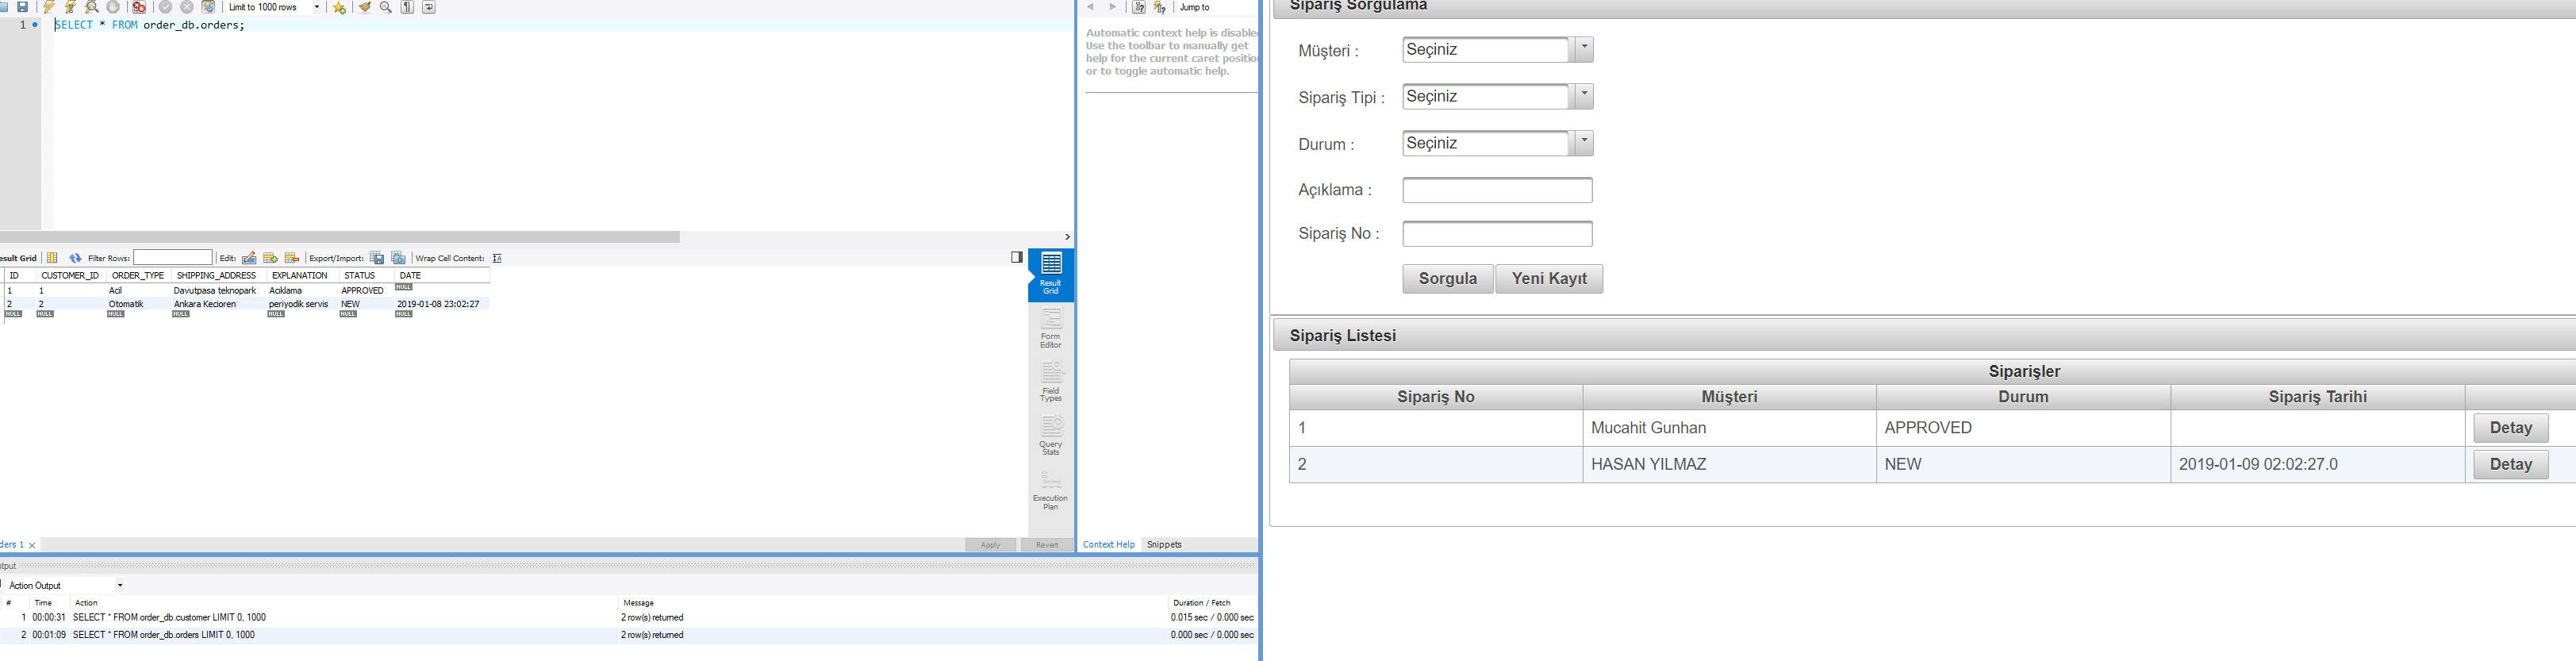 Limit to 1000 rows
1 SELECT * FROM order_db.orders;
Result Grid Filter Rows: Edit: Export/Import: Wrap Cell Content:
ID CUSTOMER_ID ORDER_TYPE SHIPPING_ADDRESS EXPLANATION STATUS DATE
1 1 Acil Davutpasa teknopark Aciklama APPROVED NULL
2 2 Otomatik Ankara Kecioren periyodik servis NEW 2019-01-08 23:02:27
NULL NULL NULL NULL NULL NULL NULL
Result
Grid
Form
Editor
Field
Types
Query
Stats
Execution
Plan
ders 1
Apply Revert
tput
Action Output
# Time Action Message Duration / Fetch
1 00:00:31 SELECT * FROM order_db.customer LIMIT 0, 1000 2 row(s) returned 0.015 sec / 0.000 sec
2 00:01:09 SELECT * FROM order_db.orders LIMIT 0, 1000 2 row(s) returned 0.000 sec / 0.000 sec
Jump to
Automatic context help is disabled
Use the toolbar to manually get
help for the current caret position
or to toggle automatic help.
Context Help Snippets
Sipariş Sorgulama
Müşteri : Seçiniz
Sipariş Tipi : Seçiniz
Durum : Seçiniz
Açıklama :
Sipariş No :
Sorgula Yeni Kayıt
Sipariş Listesi
Siparişler
Sipariş No Müşteri Durum Sipariş Tarihi
1 Mucahit Gunhan APPROVED Detay
2 HASAN YILMAZ NEW 2019-01-09 02:02:27.0 Detay